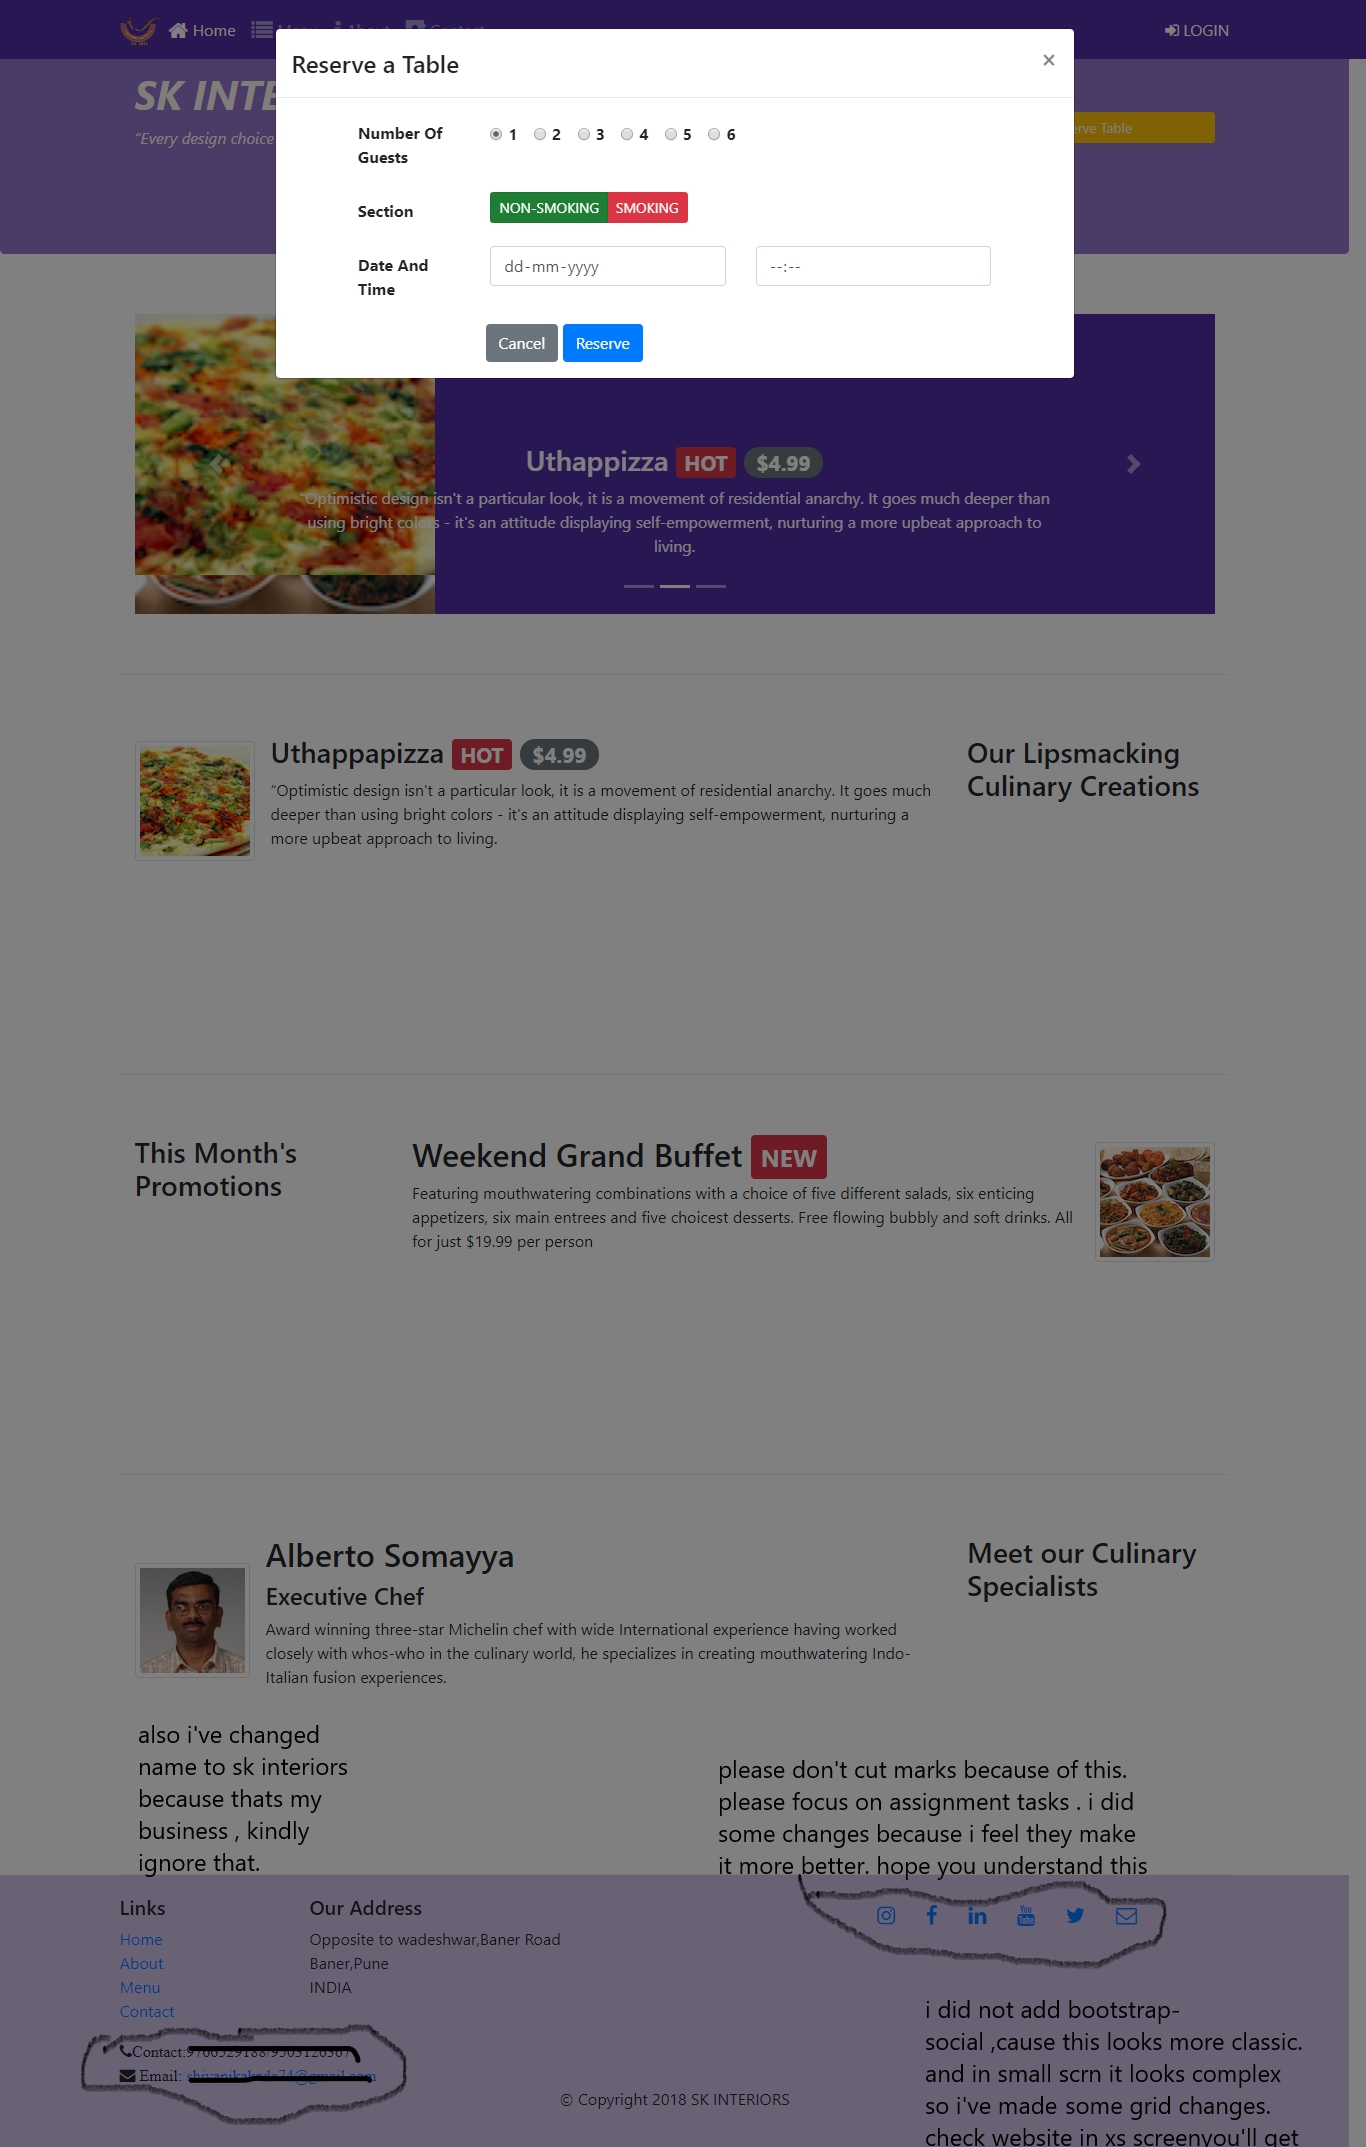 Home Menu About Contact LOGIN
Reserve a Table ×
SK INTE
“Every design choice
erve Table
Number Of
Guests
1 2 3 4 5 6
Section
NON-SMOKING SMOKING
Date And
Time
dd-mm-yyyy --:--
Cancel Reserve
Uthappizza HOT $4.99
“Optimistic design isn't a particular look, it is a movement of residential anarchy. It goes much deeper than
using bright colors - it's an attitude displaying self-empowerment, nurturing a more upbeat approach to
living.
Uthappapizza HOT $4.99
“Optimistic design isn't a particular look, it is a movement of residential anarchy. It goes much
deeper than using bright colors - it's an attitude displaying self-empowerment, nurturing a
more upbeat approach to living.
Our Lipsmacking
Culinary Creations
This Month's
Promotions
Weekend Grand Buffet NEW
Featuring mouthwatering combinations with a choice of five different salads, six enticing
appetizers, six main entrees and five choicest desserts. Free flowing bubbly and soft drinks. All
for just $19.99 per person
Alberto Somayya
Executive Chef
Award winning three-star Michelin chef with wide International experience having worked
closely with whos-who in the culinary world, he specializes in creating mouthwatering Indo-
Italian fusion experiences.
Meet our Culinary
Specialists
also i've changed
name to sk interiors
because thats my
business , kindly
ignore that.
please don't cut marks because of this.
please focus on assignment tasks . i did
some changes because i feel they make
it more better. hope you understand this
Links
Home
About
Menu
Contact
Our Address
Opposite to wadeshwar,Baner Road
Baner,Pune
INDIA
Contact:
Email:
© Copyright 2018 SK INTERIORS
i did not add bootstrap-
social ,cause this looks more classic.
and in small scrn it looks complex
so i've made some grid changes.
check website in xs screenyou'll get